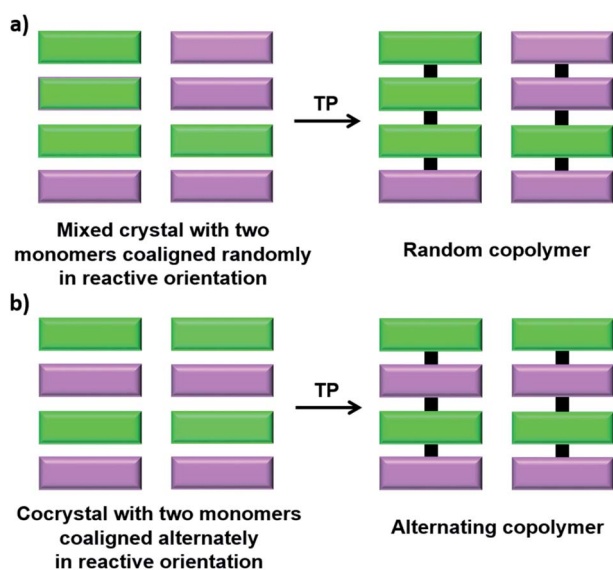 a)
TP
Mixed crystal with two
monomers coaligned randomly
in reactive orientation
Random copolymer
b)
TP
Cocrystal with two monomers
coaligned alternately
in reactive orientation
Alternating copolymer